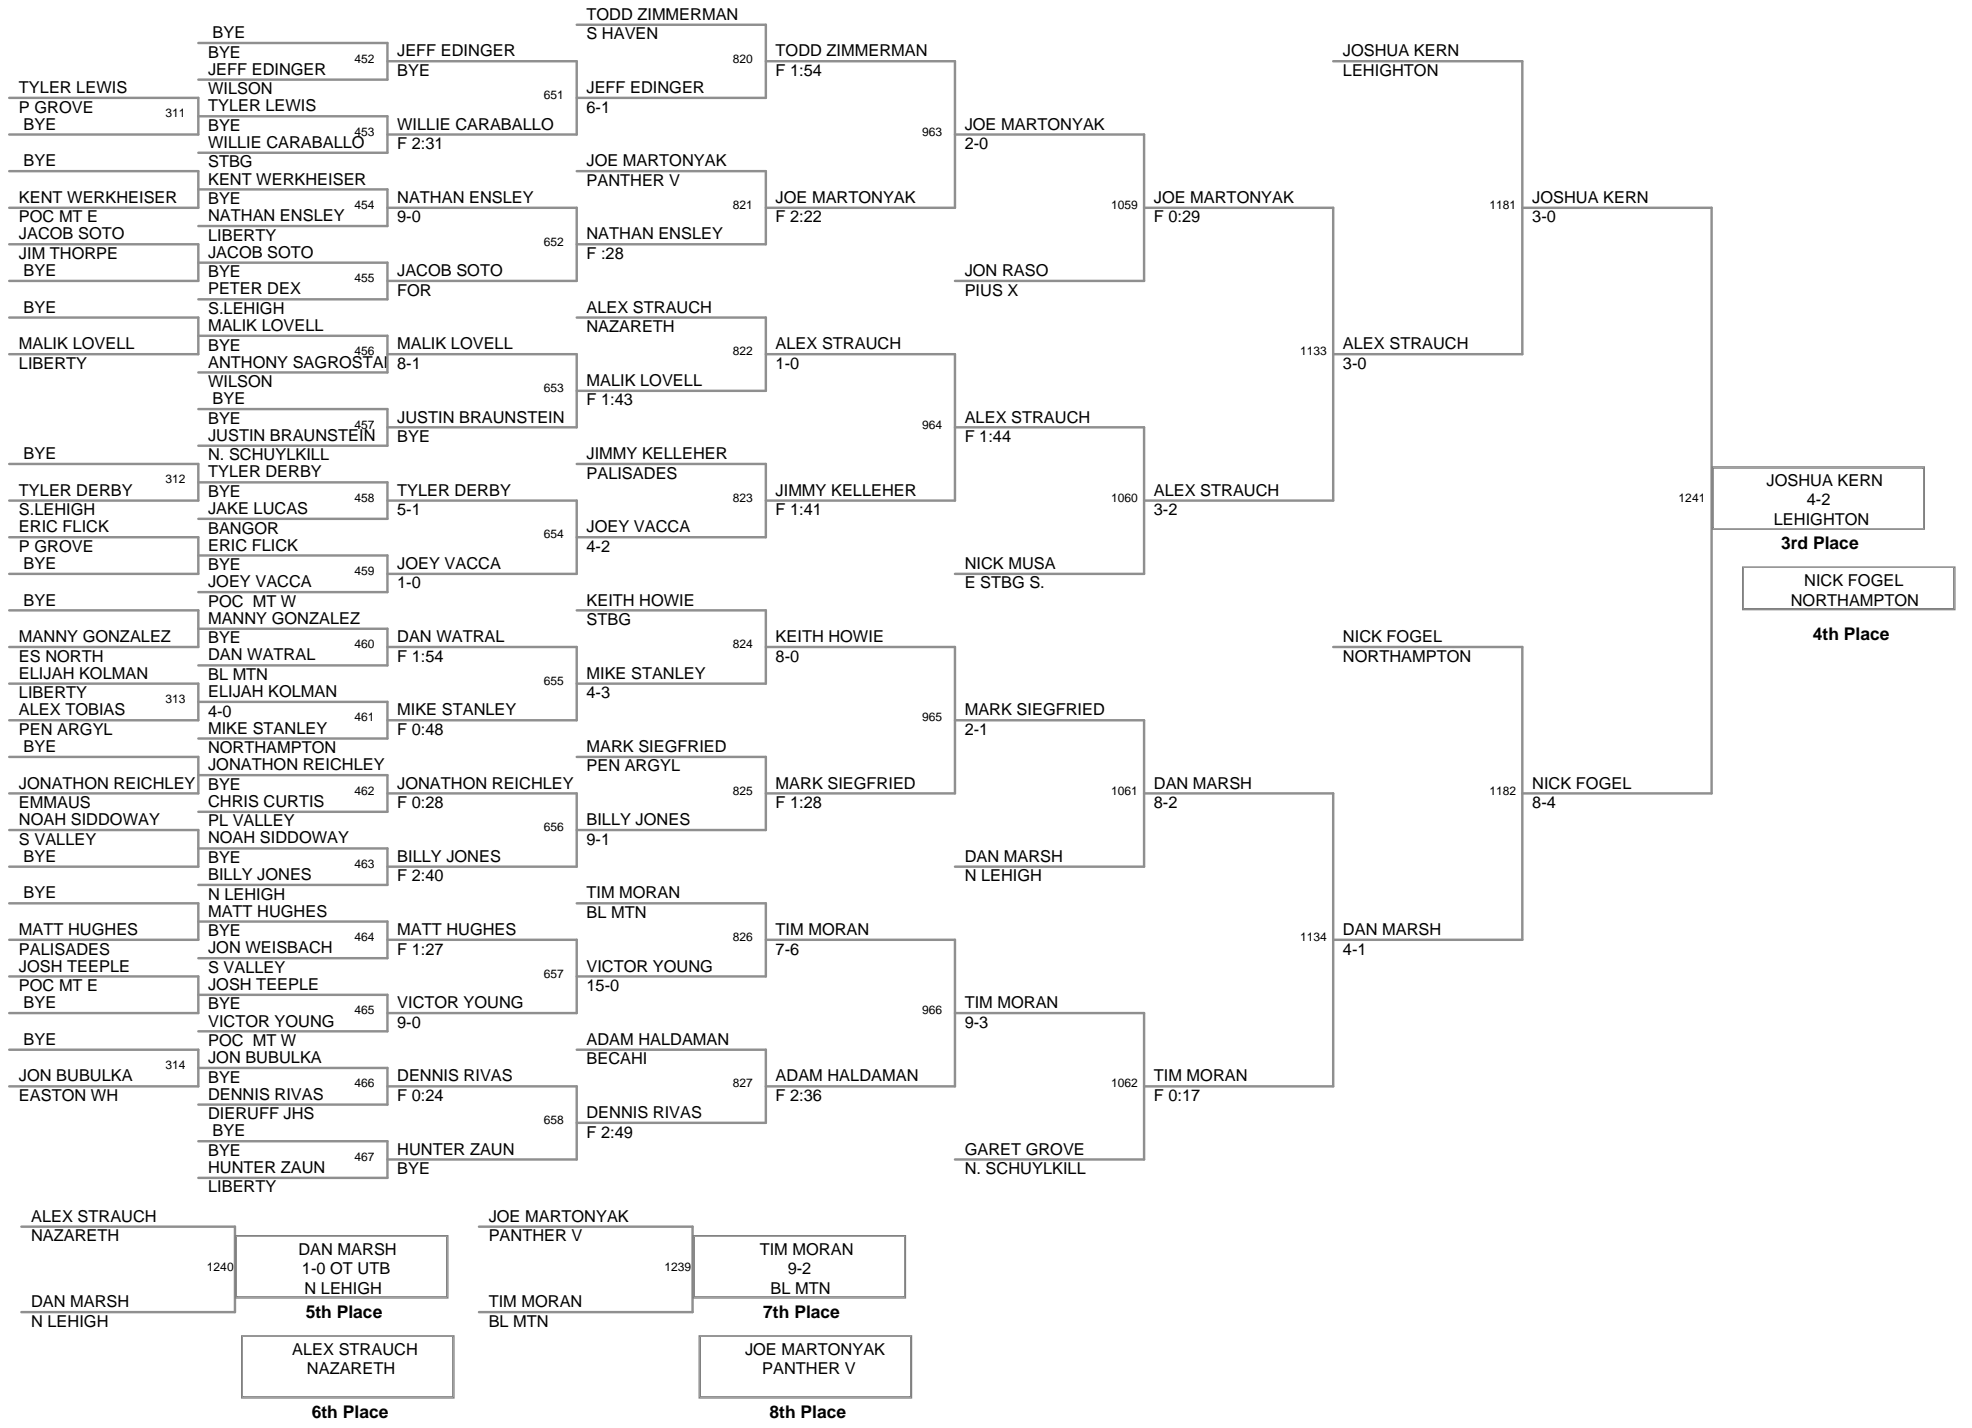 BYE
TYLER LEWIS
P GROVE
311
BYE
BYE
KENT WERKHEISER
POC MT E
JACOB SOTO
JIM THORPE
BYE
BYE
MALIK LOVELL
LIBERTY
BYE
312
TYLER DERBY
S.LEHIGH
ERIC FLICK
P GROVE
BYE
BYE
MANNY GONZALEZ
ES NORTH
ELIJAH KOLMAN
LIBERTY
313
ALEX TOBIAS
PEN ARGYL
BYE
JONATHON REICHLEY
EMMAUS
NOAH SIDDOWAY
S VALLEY
BYE
BYE
MATT HUGHES
PALISADES
JOSH TEEPLE
POC MT E
BYE
BYE
314
JON BUBULKA
EASTON WH
BYE
452
JEFF EDINGER
WILSON
TYLER LEWIS
BYE
453
WILLIE CARABALLO
STBG
KENT WERKHEISER
BYE
454
NATHAN ENSLEY
LIBERTY
JACOB SOTO
BYE
455
PETER DEX
S.LEHIGH
MALIK LOVELL
BYE
456
ANTHONY SAGROSTAI
WILSON
BYE
BYE
457
JUSTIN BRAUNSTEIN
N. SCHUYLKILL
TYLER DERBY
BYE
458
JAKE LUCAS
BANGOR
ERIC FLICK
BYE
459
JOEY VACCA
POC MT W
MANNY GONZALEZ
BYE
460
DAN WATRAL
BL MTN
ELIJAH KOLMAN
4-0
461
MIKE STANLEY
NORTHAMPTON
JONATHON REICHLEY
BYE
462
CHRIS CURTIS
PL VALLEY
NOAH SIDDOWAY
BYE
463
BILLY JONES
N LEHIGH
MATT HUGHES
BYE
464
JON WEISBACH
S VALLEY
JOSH TEEPLE
BYE
465
VICTOR YOUNG
POC MT W
JON BUBULKA
BYE
466
DENNIS RIVAS
DIERUFF JHS
BYE
BYE
467
HUNTER ZAUN
LIBERTY
JEFF EDINGER
BYE
651
WILLIE CARABALLO
F 2:31
NATHAN ENSLEY
9-0
652
JACOB SOTO
FOR
MALIK LOVELL
8-1
653
JUSTIN BRAUNSTEIN
BYE
TYLER DERBY
5-1
654
JOEY VACCA
1-0
DAN WATRAL
F 1:54
655
MIKE STANLEY
F 0:48
JONATHON REICHLEY
F 0:28
656
BILLY JONES
F 2:40
MATT HUGHES
F 1:27
657
VICTOR YOUNG
9-0
DENNIS RIVAS
F 0:24
658
HUNTER ZAUN
BYE
TODD ZIMMERMAN
S HAVEN
820
JEFF EDINGER
6-1
JOE MARTONYAK
PANTHER V
821
NATHAN ENSLEY
F :28
ALEX STRAUCH
NAZARETH
822
MALIK LOVELL
F 1:43
JIMMY KELLEHER
PALISADES
823
JOEY VACCA
4-2
KEITH HOWIE
STBG
824
MIKE STANLEY
4-3
MARK SIEGFRIED
PEN ARGYL
825
BILLY JONES
9-1
TIM MORAN
BL MTN
826
VICTOR YOUNG
15-0
ADAM HALDAMAN
BECAHI
827
DENNIS RIVAS
F 2:49
TODD ZIMMERMAN
F 1:54
963
JOE MARTONYAK
F 2:22
ALEX STRAUCH
1-0
964
JIMMY KELLEHER
F 1:41
KEITH HOWIE
8-0
965
MARK SIEGFRIED
F 1:28
TIM MORAN
7-6
966
ADAM HALDAMAN
F 2:36
JOE MARTONYAK
2-0
1059
JON RASO
PIUS X
ALEX STRAUCH
F 1:44
1060
NICK MUSA
E STBG S.
MARK SIEGFRIED
2-1
1061
DAN MARSH
N LEHIGH
TIM MORAN
9-3
1062
GARET GROVE
N. SCHUYLKILL
JOE MARTONYAK
F 0:29
1133
ALEX STRAUCH
3-2
DAN MARSH
8-2
1134
TIM MORAN
F 0:17
JOSHUA KERN
LEHIGHTON
1181
ALEX STRAUCH
3-0
NICK FOGEL
NORTHAMPTON
1182
DAN MARSH
4-1
JOSHUA KERN
3-0
1241
NICK FOGEL
8-4
JOSHUA KERN
4-2
LEHIGHTON
3rd Place
NICK FOGEL
NORTHAMPTON
4th Place
ALEX STRAUCH
NAZARETH
1240
DAN MARSH
N LEHIGH
DAN MARSH
1-0 OT UTB
N LEHIGH
5th Place
ALEX STRAUCH
NAZARETH
6th Place
JOE MARTONYAK
PANTHER V
1239
TIM MORAN
BL MTN
TIM MORAN
9-2
BL MTN
7th Place
JOE MARTONYAK
PANTHER V
8th Place